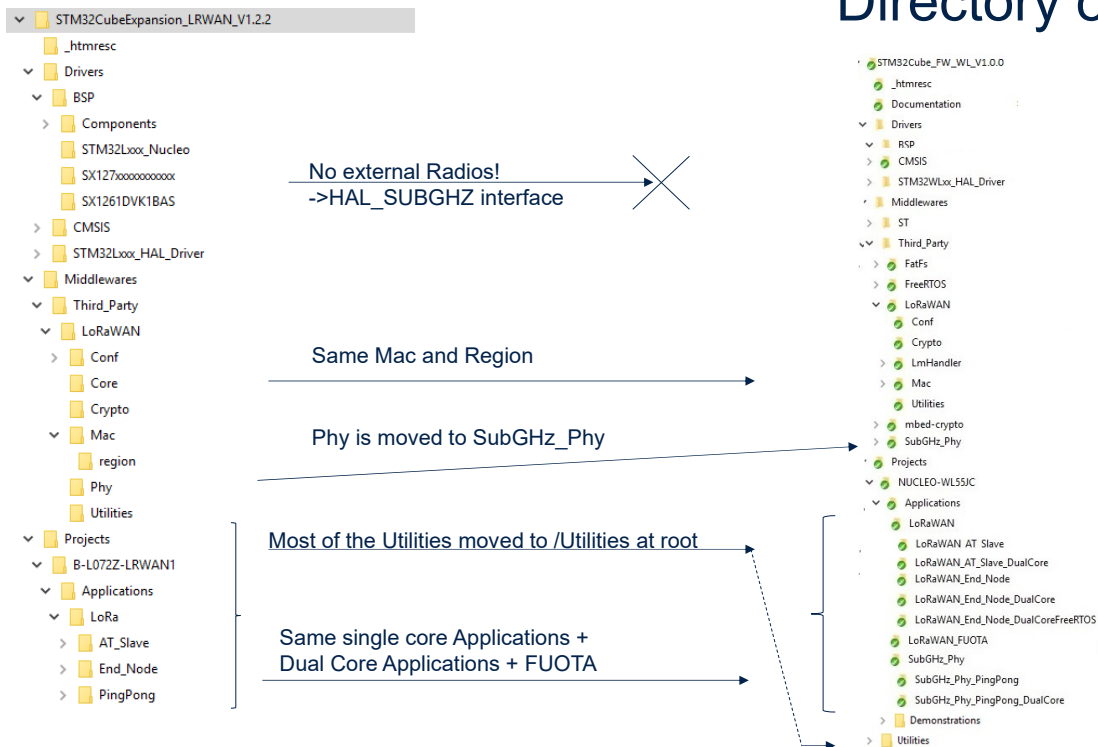 Directory
STM32CubeExpansion_LRWAN_V1.2.2
_htmresc
Drivers
BSP
Components
STM32Lxxx_Nucleo
SX127xxxxxxxxxxx
SX1261DVK1BAS
CMSIS
STM32Lxxx_HAL_Driver
Middlewares
Third_Party
LoRaWAN
Conf
Core
Crypto
Mac
region
Phy
Utilities
Projects
B-L072Z-LRWAN1
Applications
LoRa
AT_Slave
End_Node
PingPong
No external Radios!
->HAL_SUBGHZ interface
Same Mac and Region
Phy is moved to SubGHz_Phy
Most of the Utilities moved to /Utilities at root
Same single core Applications +
Dual Core Applications + FUOTA
STM32Cube_FW_WL_V1.0.0
_htmresc
Documentation
Drivers
BSP
CMSIS
STM32WLxx_HAL_Driver
Middlewares
ST
Third_Party
FatFs
FreeRTOS
LoRaWAN
Conf
Crypto
LmHandler
Mac
Utilities
mbed-crypto
SubGHz_Phy
Projects
NUCLEO-WL55JC
Applications
LoRaWAN
LoRaWAN_AT_Slave
LoRaWAN_AT_Slave_DualCore
LoRaWAN_End_Node
LoRaWAN_End_Node_DualCore
LoRaWAN_End_Node_DualCoreFreeRTOS
LoRaWAN_FUOTA
SubGHz_Phy
SubGHz_Phy_PingPong
SubGHz_Phy_PingPong_DualCore
Demonstrations
Utilities